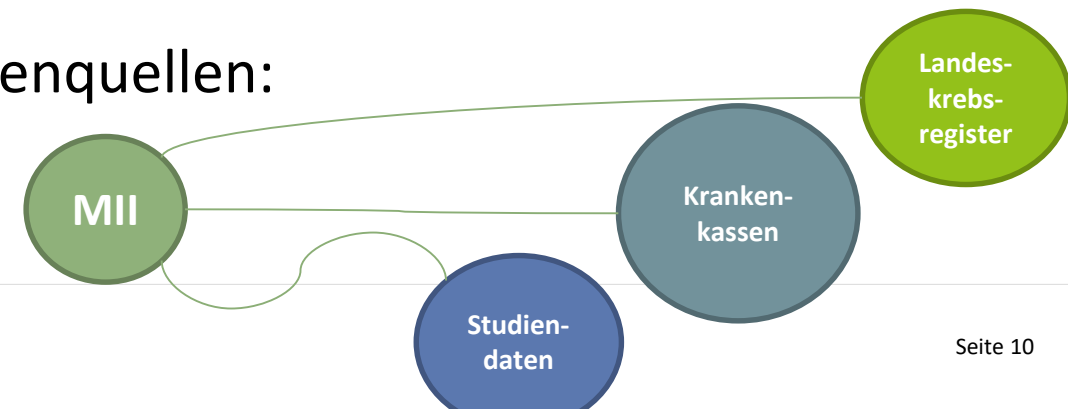 enquellen:
Landes-
krebs-
register
MII
Kranken-
kassen
Studien-
daten
Seite 10